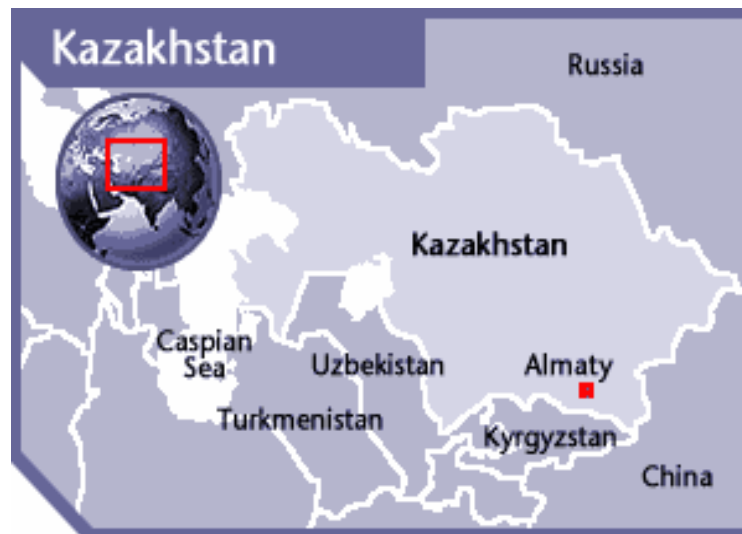 Kazakhstan
Russia
Kazakhstan
Caspian
Sea
Uzbekistan
Almaty
Turkmenistan
Kyrgyzstan
China